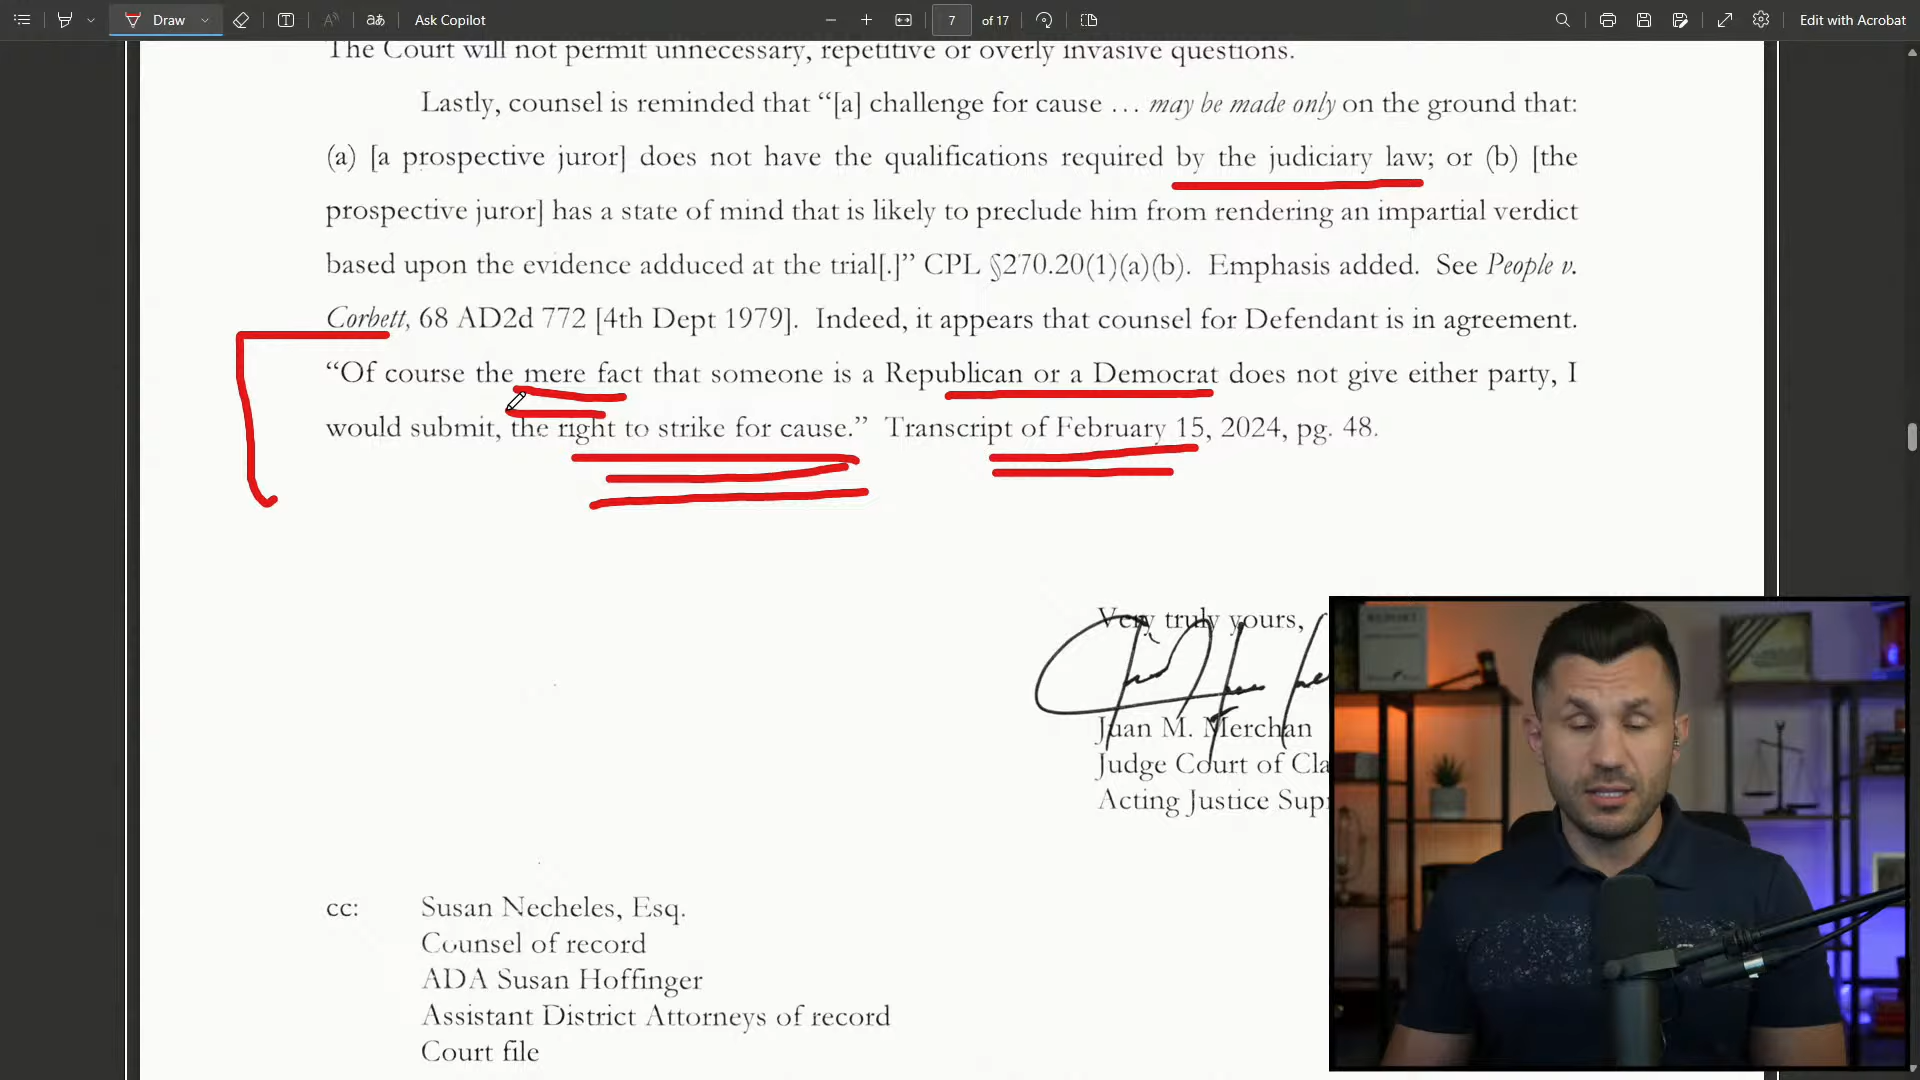 Draw
Ask Copilot
7 of 17
Edit with Acrobat
The Court will not permit unnecessary, repetitive or overly invasive questions.
Lastly, counsel is reminded that “[a] challenge for cause … may be made only on the ground that:
(a) [a prospective juror] does not have the qualifications required by the judiciary law; or (b) [the
prospective juror] has a state of mind that is likely to preclude him from rendering an impartial verdict
based upon the evidence adduced at the trial[.]” CPL §270.20(1)(a)(b). Emphasis added. See People v.
Corbett, 68 AD2d 772 [4th Dept 1979]. Indeed, it appears that counsel for Defendant is in agreement.
“Of course the mere fact that someone is a Republican or a Democrat does not give either party, I
would submit, the right to strike for cause.” Transcript of February 15, 2024, pg. 48.
Very truly yours,
Juan M. Merchan
Judge Court of Cla
Acting Justice Sup
cc: Susan Necheles, Esq.
Counsel of record
ADA Susan Hoffinger
Assistant District Attorneys of record
Court file